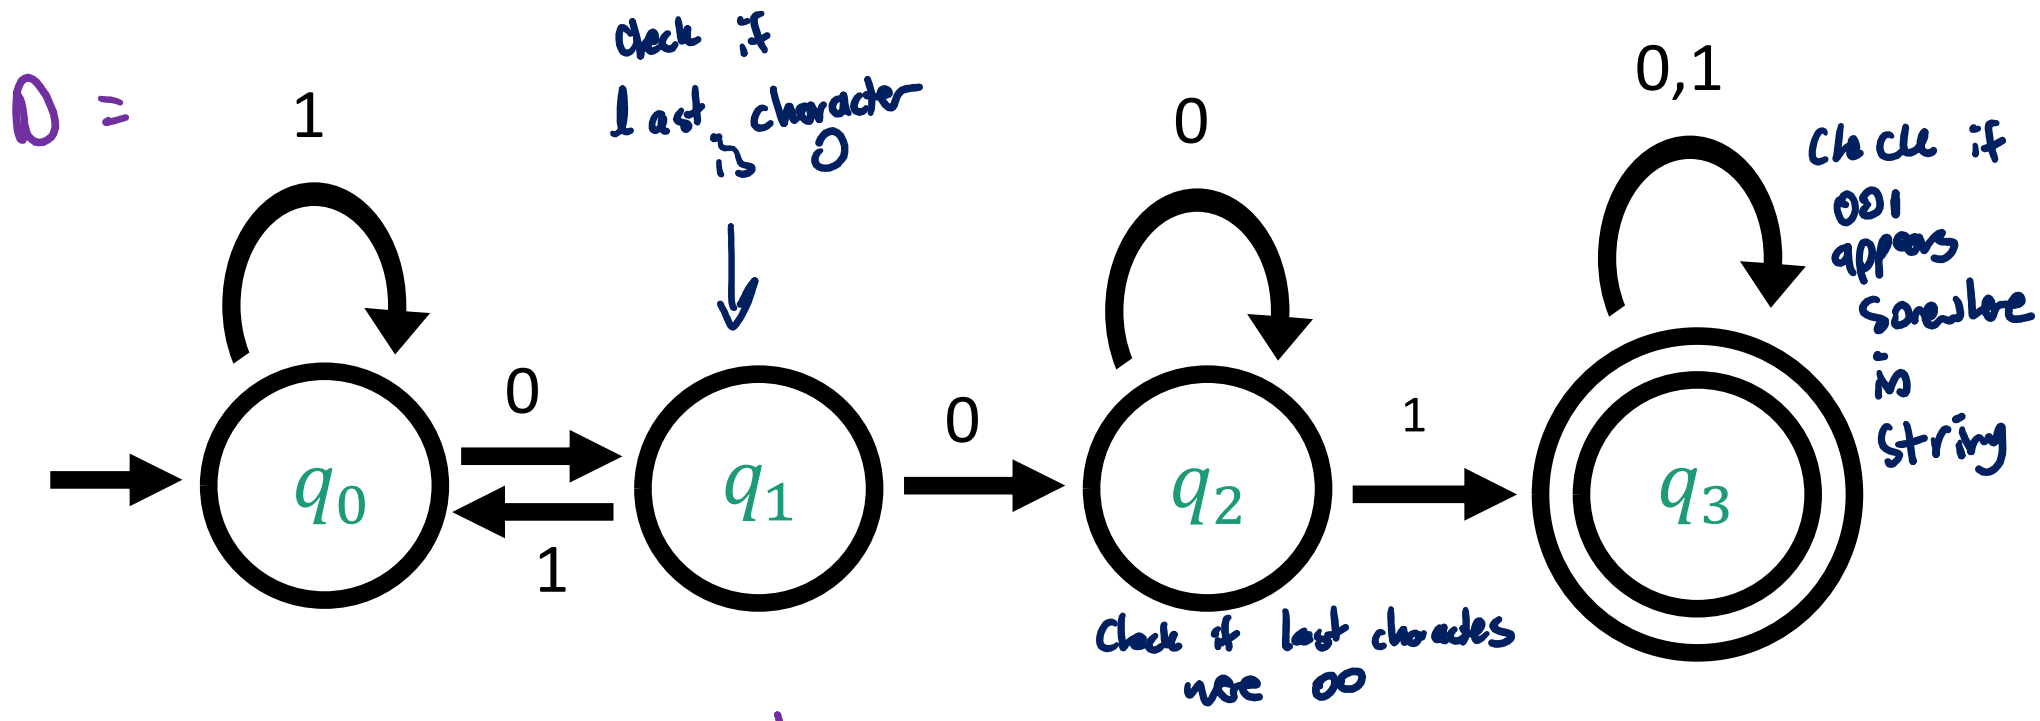 D =
1
check if
last character
is 0
0
0,1
check if
001
appears
somewhere
in
string
0
1
0
1
q0
q1
q2
q3
check if last characters
were 00